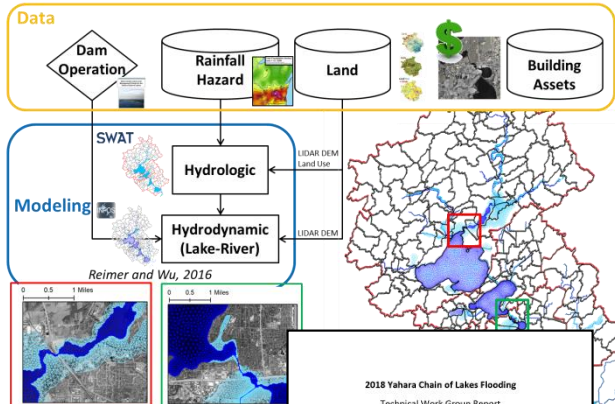 Data
Dam
Operation
Rainfall
Hazard
Land
$
Building
Assets
SWAT
LIDAR DEM
Land Use
Hydrologic
Modeling
Hydrodynamic
(Lake-River)
LIDAR DEM
Reimer and Wu, 2016
0 0.5 1 Miles
0 0.5 1 Miles
2018 Yahara Chain of Lakes Flooding
Technical Work Group Report